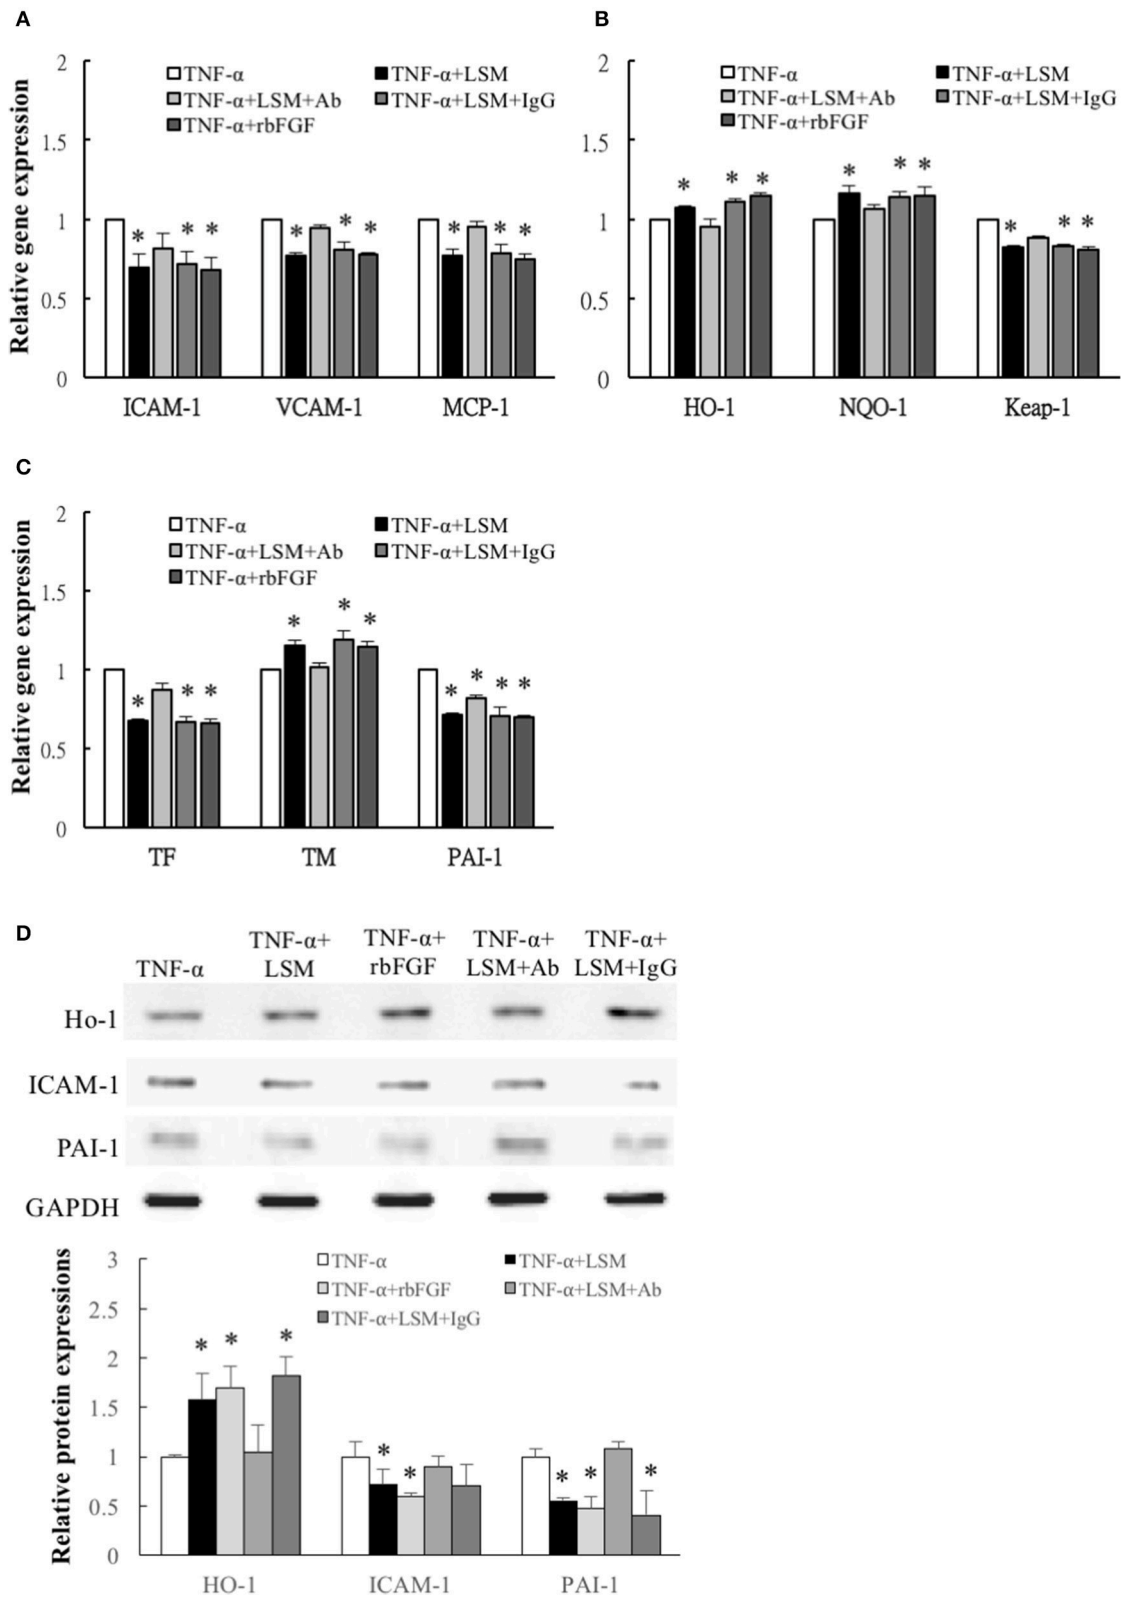 A
Relative gene expression
2
1.5
1
0.5
0
TNF-α
TNF-α+LSM
TNF-α+LSM+Ab
TNF-α+LSM+IgG
TNF-α+rbFGF
* * * * * * * * *
ICAM-1 VCAM-1 MCP-1
B
2
1.5
1
0.5
0
TNF-α
TNF-α+LSM
TNF-α+LSM+Ab
TNF-α+LSM+IgG
TNF-α+rbFGF
* * * * * * * * *
HO-1 NQO-1 Keap-1
C
Relative gene expression
2
1.5
1
0.5
0
TNF-α
TNF-α+LSM
TNF-α+LSM+Ab
TNF-α+LSM+IgG
TNF-α+rbFGF
* * * * * * * * * *
TF TM PAI-1
D
TNF-α
TNF-α+
LSM
TNF-α+
rbFGF
TNF-α+
LSM+Ab
TNF-α+
LSM+IgG
Ho-1
ICAM-1
PAI-1
GAPDH
Relative protein expressions
3
2.5
2
1.5
1
0.5
0
TNF-α
TNF-α+LSM
TNF-α+rbFGF
TNF-α+LSM+Ab
TNF-α+LSM+IgG
* * * * * * * *
HO-1 ICAM-1 PAI-1